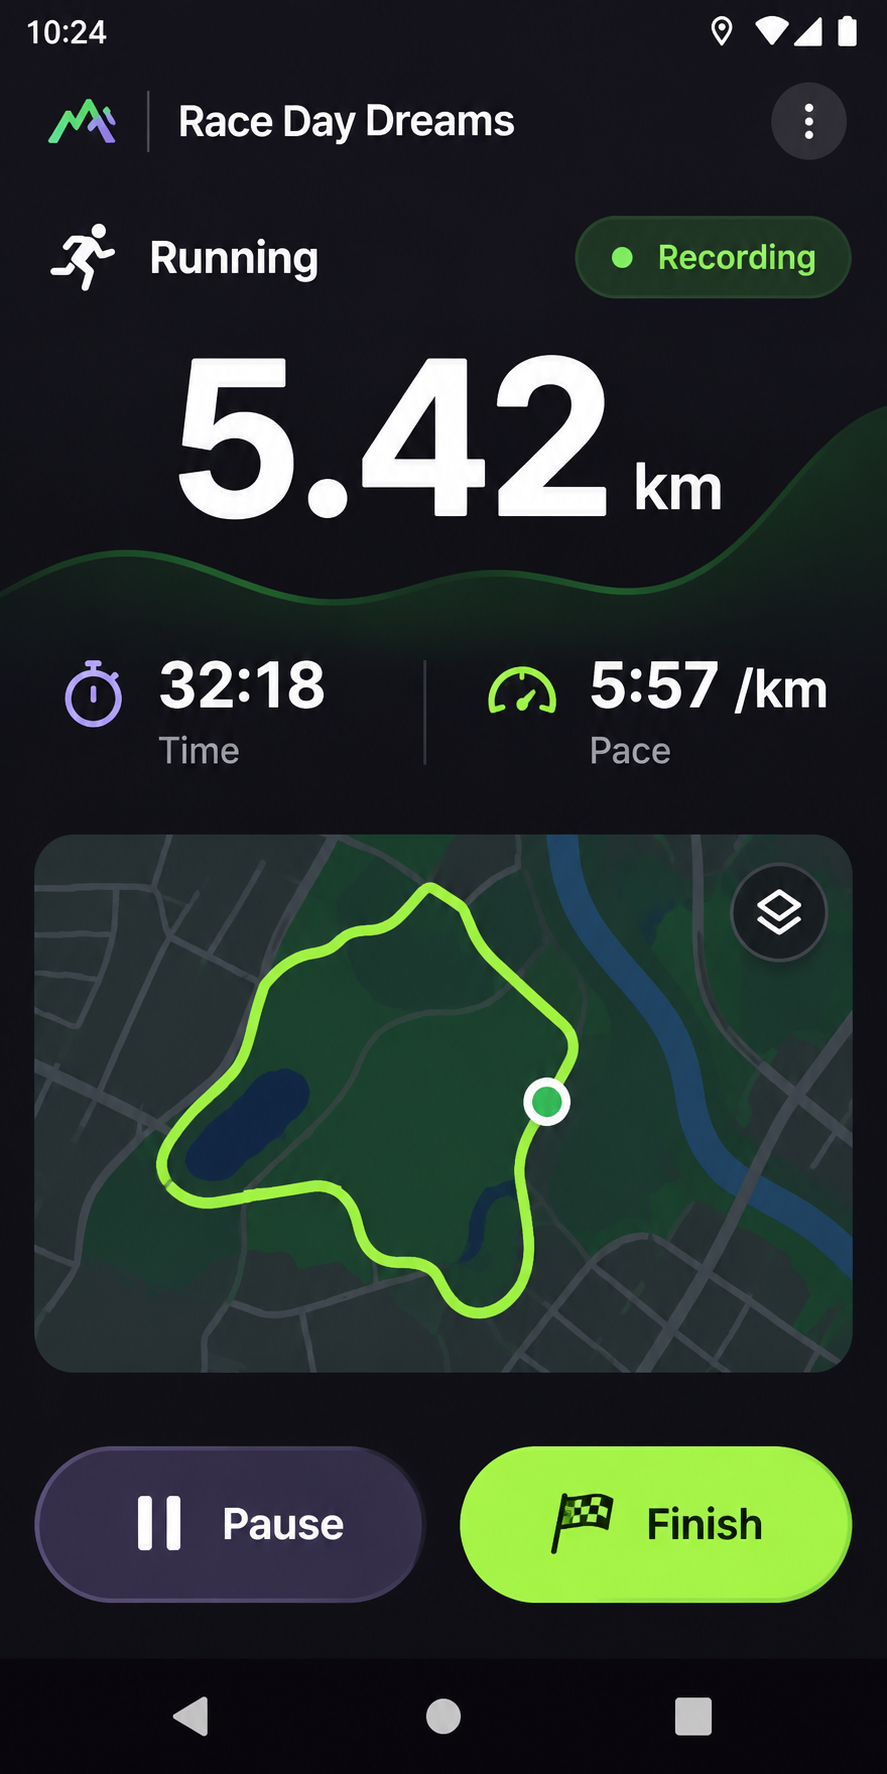 10:24
Race Day Dreams
Running
Recording
5.42 km
32:18
Time
5:57 /km
Pace
Pause
Finish